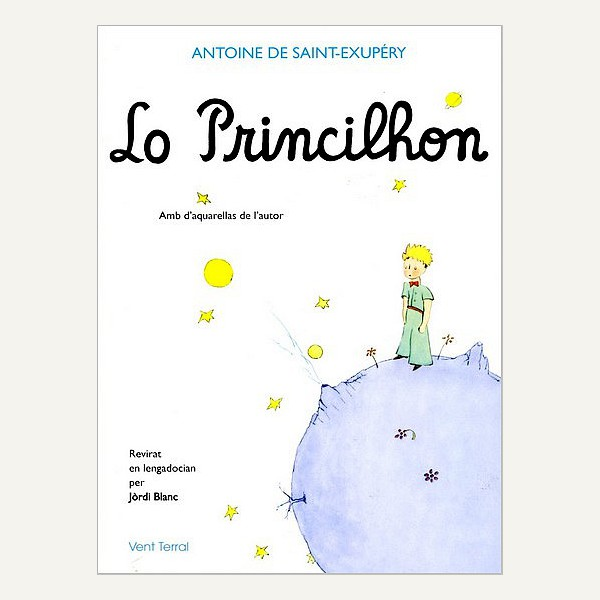 ANTOINE DE SAINT-EXUPÉRY
Lo Princilhon
Amb d'aquarellas de l'autor
Revirat
en lengadocian
per
Jòrdi Blanc
Vent Terral